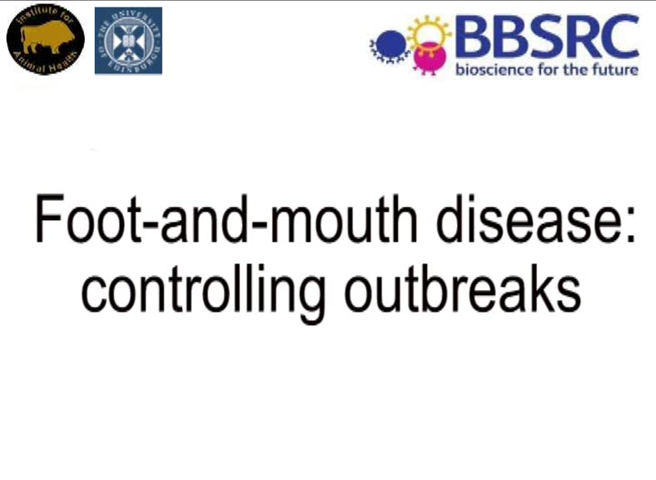 Institute for
Animal Health
THE UNIVERSITY
OF EDINBURGH
BBSRC
bioscience for the future
Foot-and-mouth disease:
controlling outbreaks